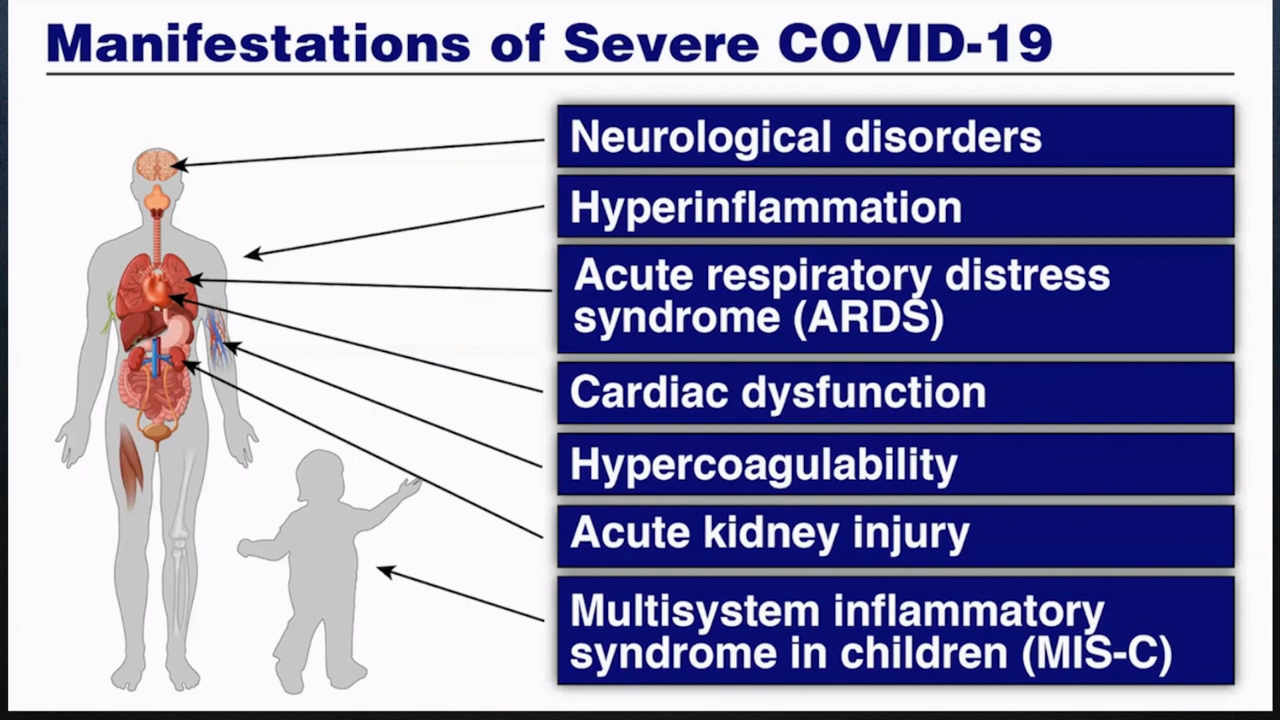 Manifestations of Severe COVID-19
Neurological disorders
Hyperinflammation
Acute respiratory distress
syndrome (ARDS)
Cardiac dysfunction
Hypercoagulability
Acute kidney injury
Multisystem inflammatory
syndrome in children (MIS-C)